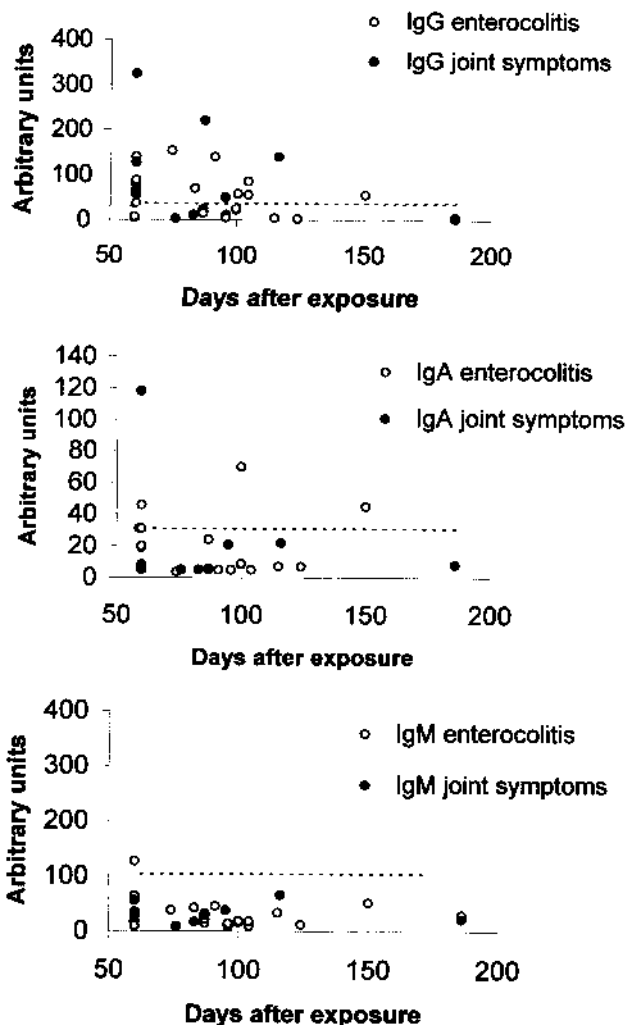 IgG enterocolitis
IgG joint symptoms
Arbitrary units
400
300
200
100
0
50 100 150 200
Days after exposure
IgA enterocolitis
IgA joint symptoms
Arbitrary units
140
120
100
80
60
40
20
0
50 100 150 200
Days after exposure
IgM enterocolitis
IgM joint symptoms
Arbitrary units
400
300
200
100
0
50 100 150 200
Days after exposure